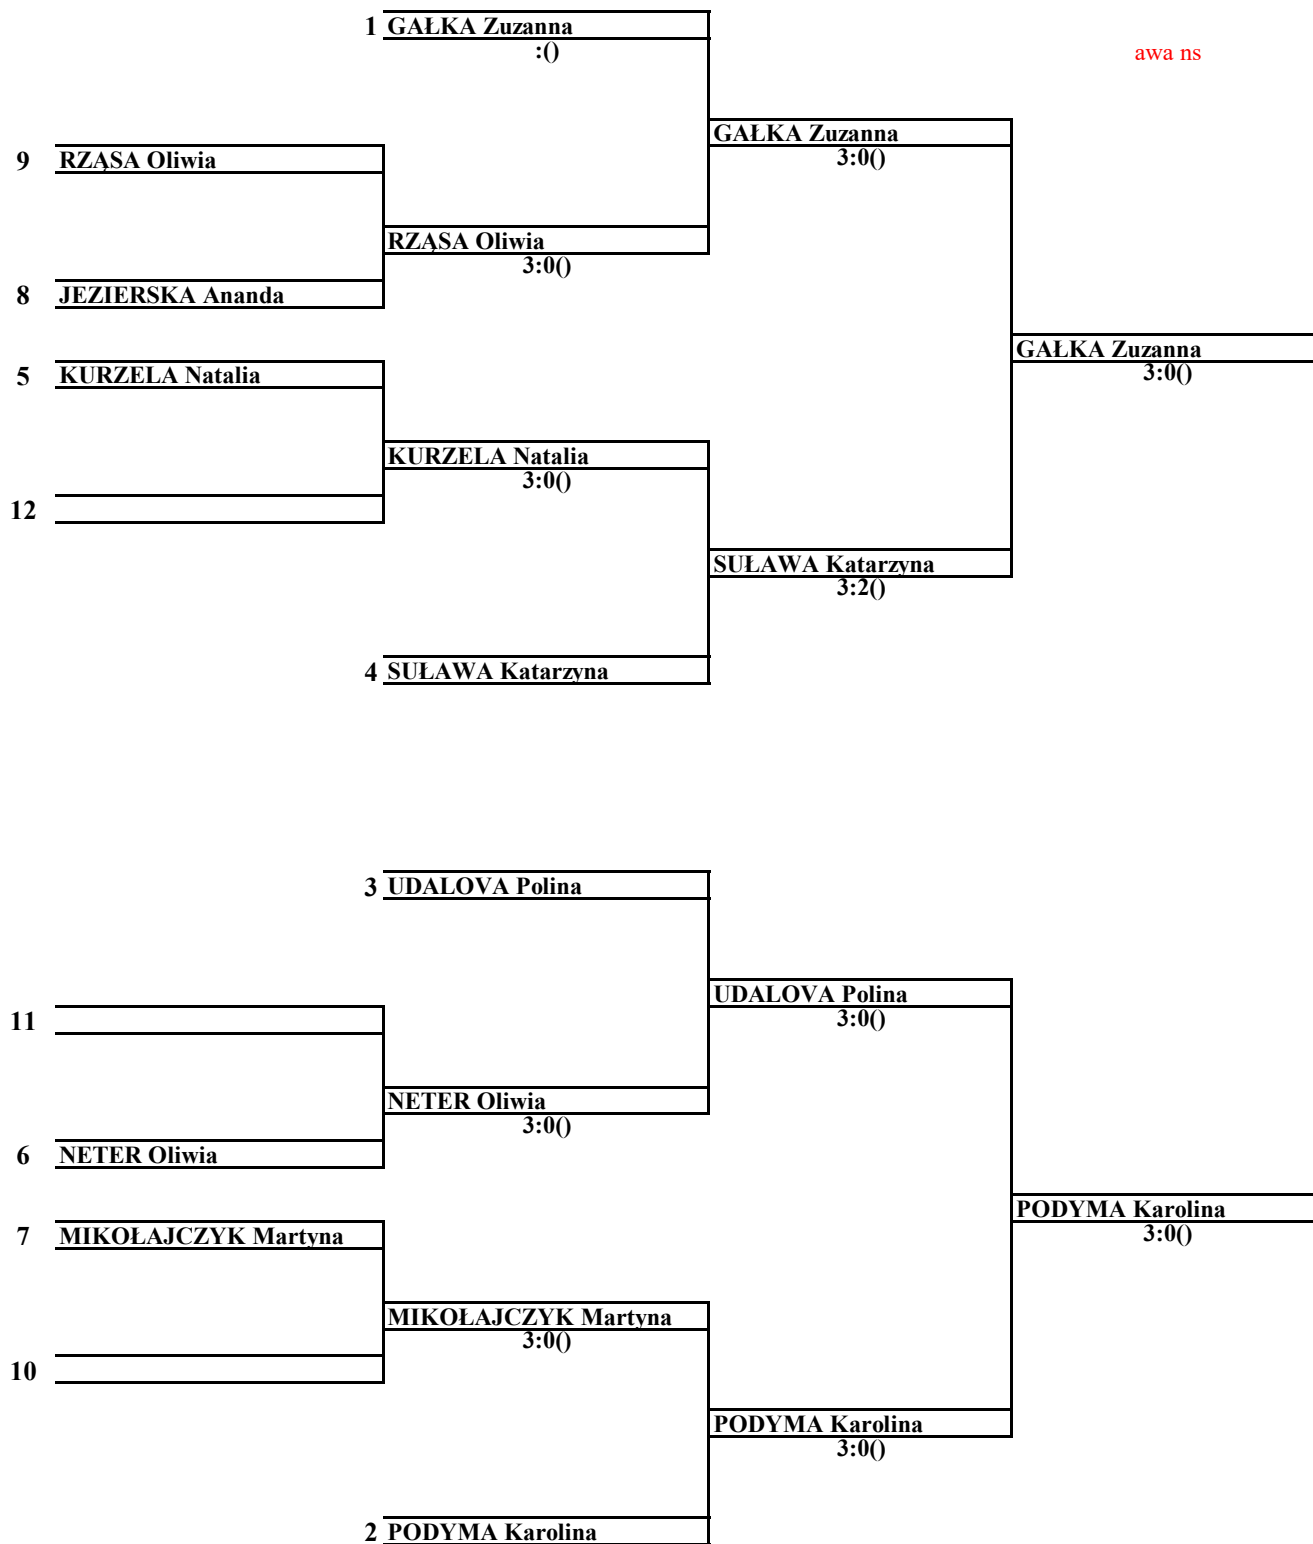 1 GAŁKA Zuzanna
:()
awa ns
GAŁKA Zuzanna
3:0()
9 RZĄSA Oliwia
RZĄSA Oliwia
3:0()
8 JEZIERSKA Ananda
GAŁKA Zuzanna
3:0()
5 KURZELA Natalia
KURZELA Natalia
3:0()
12
SUŁAWA Katarzyna
3:2()
4 SUŁAWA Katarzyna
3 UDALOVA Polina
UDALOVA Polina
3:0()
11
NETER Oliwia
3:0()
6 NETER Oliwia
PODYMA Karolina
3:0()
7 MIKOŁAJCZYK Martyna
MIKOŁAJCZYK Martyna
3:0()
10
PODYMA Karolina
3:0()
2 PODYMA Karolina